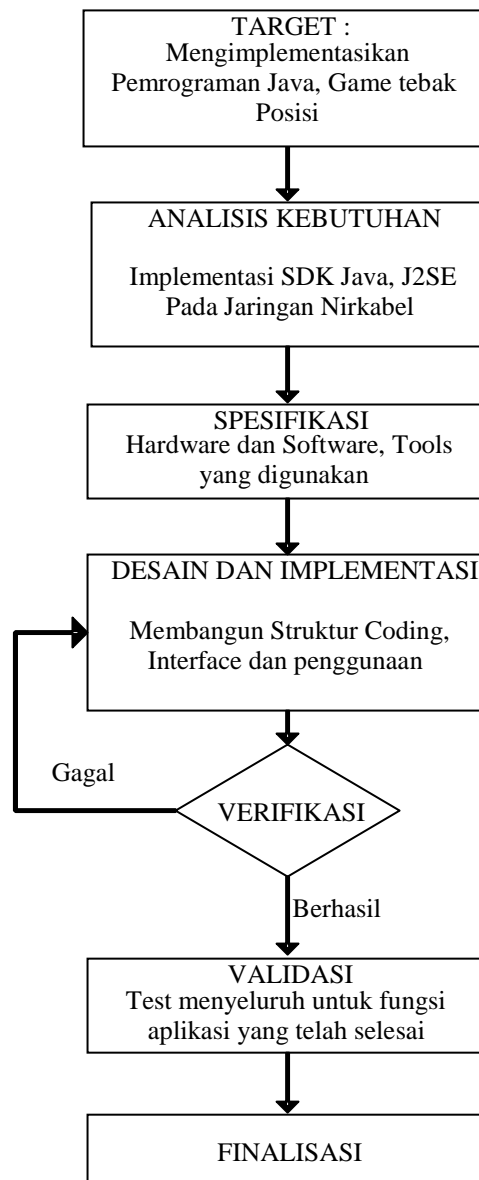 TARGET :
Mengimplementasikan
Pemrograman Java, Game tebak
Posisi
ANALISIS KEBUTUHAN
Implementasi SDK Java, J2SE
Pada Jaringan Nirkabel
SPESIFIKASI
Hardware dan Software, Tools
yang digunakan
DESAIN DAN IMPLEMENTASI
Membangun Struktur Coding,
Interface dan penggunaan
Gagal
VERIFIKASI
Berhasil
VALIDASI
Test menyeluruh untuk fungsi
aplikasi yang telah selesai
FINALISASI